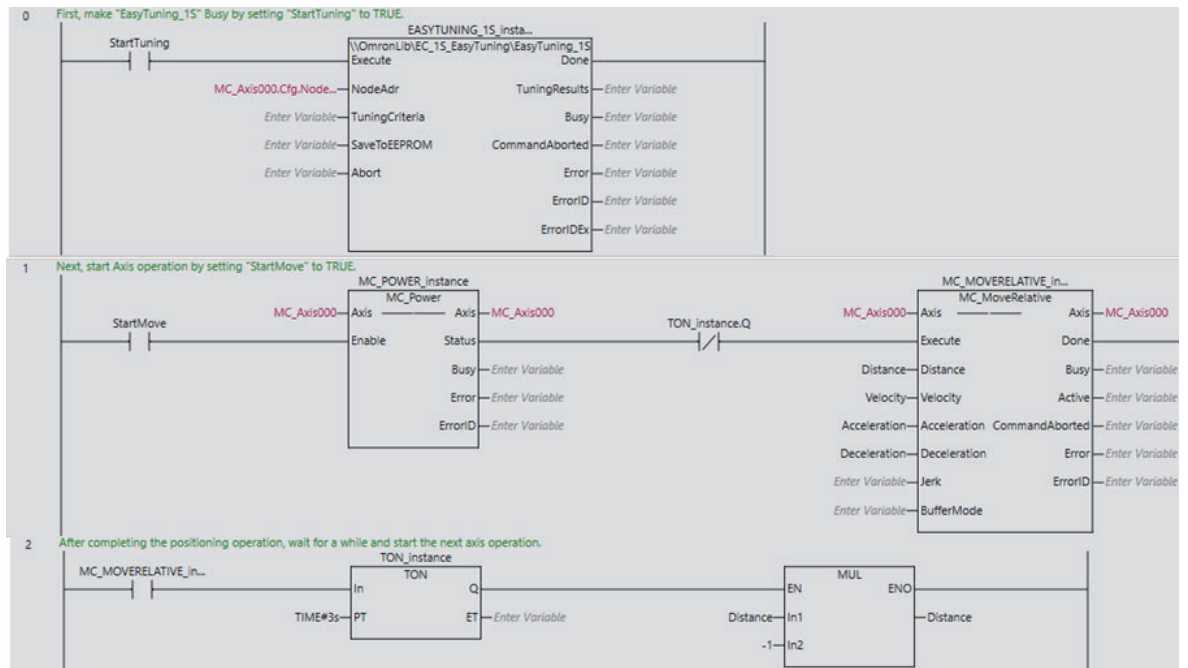 0 First, make "EasyTuning_1S" Busy by setting "StartTuning" to TRUE.
StartTuning
EASYTUNING_1S_insta...
\\OmronLib\EC_1S_EasyTuning\EasyTuning_1S
Execute Done
MC_Axis000.Cfg.Node... NodeAdr TuningResults Enter Variable
Enter Variable TuningCriteria Busy Enter Variable
Enter Variable SaveToEEPROM CommandAborted Enter Variable
Enter Variable Abort Error Enter Variable
ErrorID Enter Variable
ErrorIDEx Enter Variable
1 Next, start Axis operation by setting "StartMove" to TRUE.
MC_POWER_instance MC_MOVERELATIVE_in...
MC_Power MC_MoveRelative
MC_Axis000 Axis Axis MC_Axis000 MC_Axis000 Axis Axis MC_Axis000
StartMove TON_instance.Q
Enable Status Execute Done
Busy Enter Variable Distance Distance Busy Enter Variable
Error Enter Variable Velocity Velocity Active Enter Variable
ErrorID Enter Variable Acceleration Acceleration CommandAborted Enter Variable
Deceleration Deceleration Error Enter Variable
Enter Variable Jerk ErrorID Enter Variable
Enter Variable BufferMode
2 After completing the positioning operation, wait for a while and start the next axis operation.
TON_instance
MC_MOVERELATIVE_in... TON MUL
In Q EN ENO
TIME#3s PT ET Enter Variable Distance In1 Distance
-1 In2